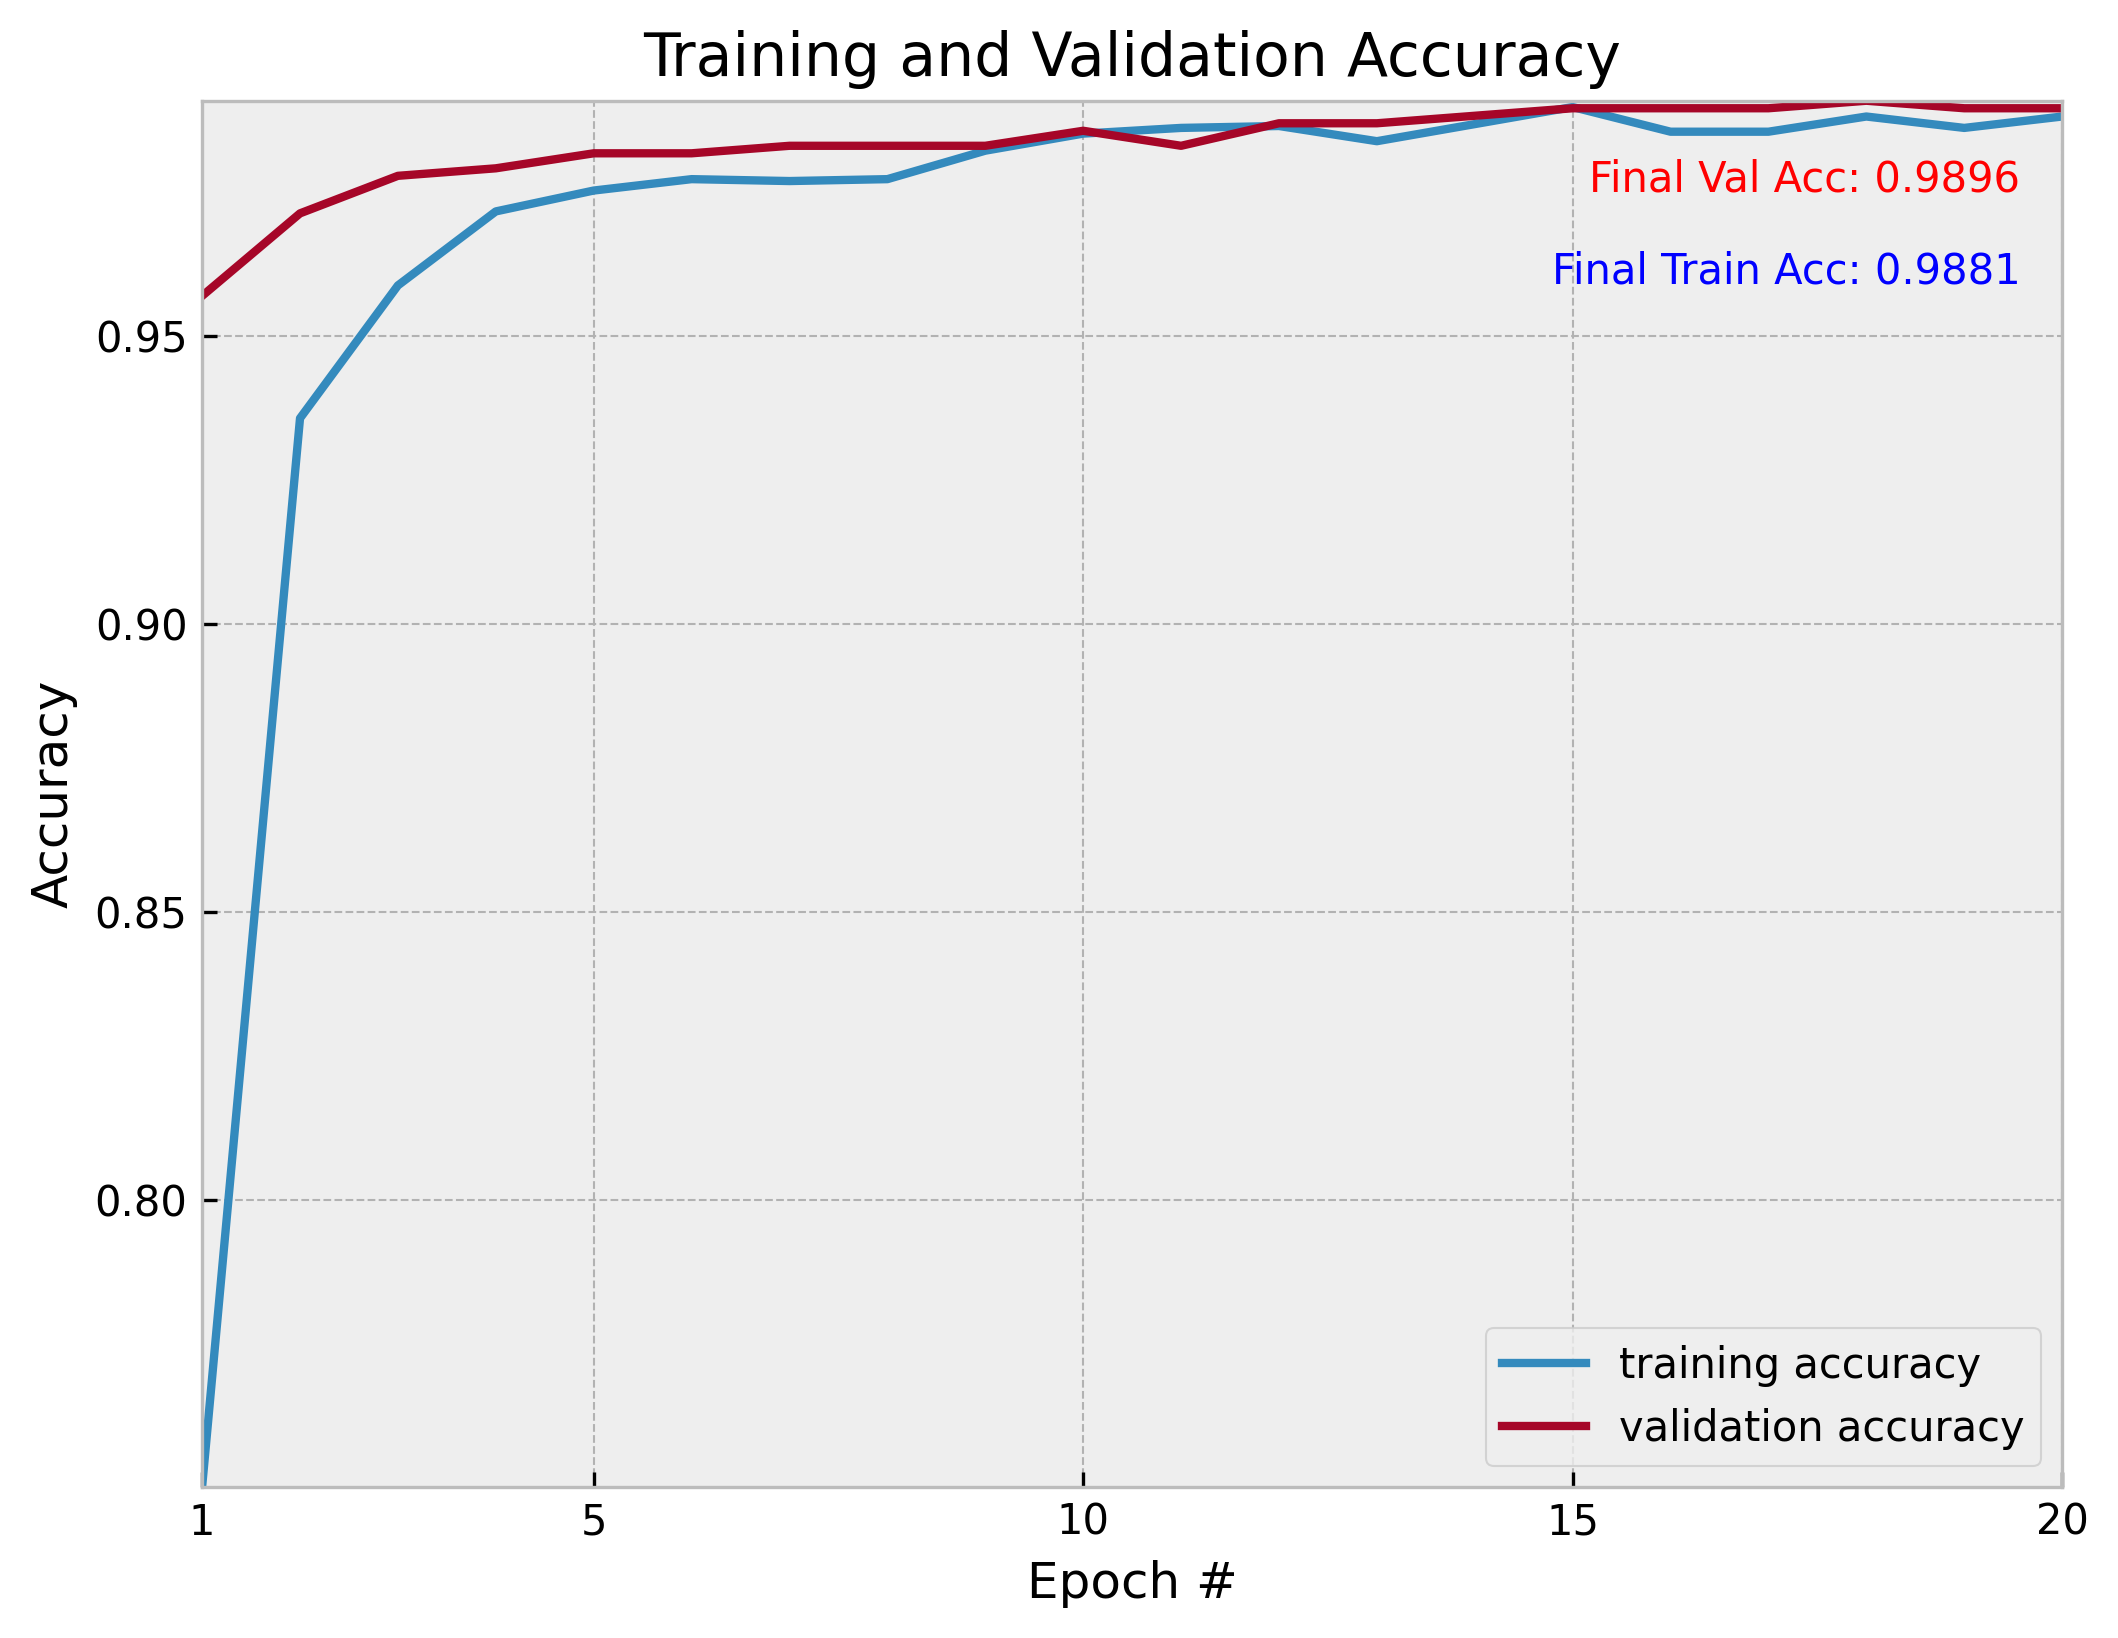 Training and Validation Accuracy
Final Val Acc: 0.9896
Final Train Acc: 0.9881
0.95
0.90
0.85
0.80
Accuracy
training accuracy
validation accuracy
1 5 10 15 20
Epoch #